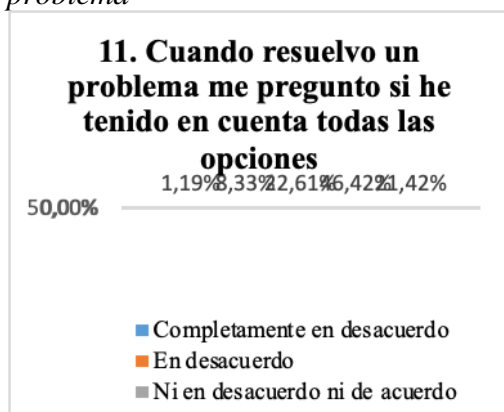 problema
11. Cuando resuelvo un
problema me pregunto si he
tenido en cuenta todas las
opciones
1,19% 8,33% 22,61% 46,42% 21,42%
50,00%
Completamente en desacuerdo
En desacuerdo
Ni en desacuerdo ni de acuerdo